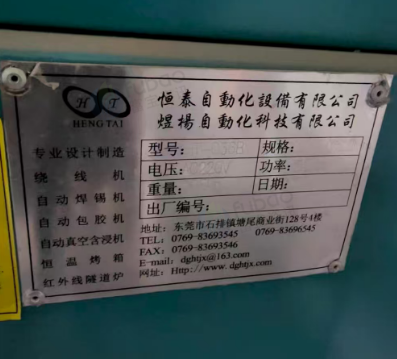 H T
HENG TAI
恒泰自動化設備有限公司
煜楊自動化科技有限公司
专业设计制造
绕线机
自动焊锡机
自动包胶机
自动真空含浸机
恒温烤箱
红外线隧道炉
型号: 规格:
电压: 功率:
重量: 日期:
出厂编号:
地址: 东莞市石排镇塘尾商业街128号4楼
TEL: 0769-83693545 0769-83696545
FAX: 0769-83693546
E-mail: dghtjx@163.com
网址: Http://www.dghtjx.com